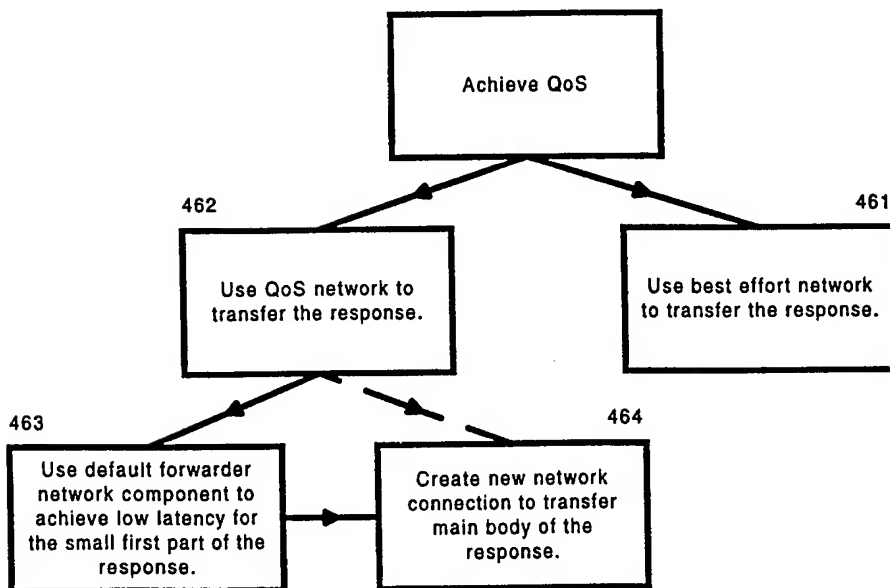 Achieve QoS
462
461
Use QoS network to
transfer the response.
Use best effort network
to transfer the response.
463
464
Use default forwarder
network component to
achieve low latency for
the small first part of the
response.
Create new network
connection to transfer
main body of the
response.